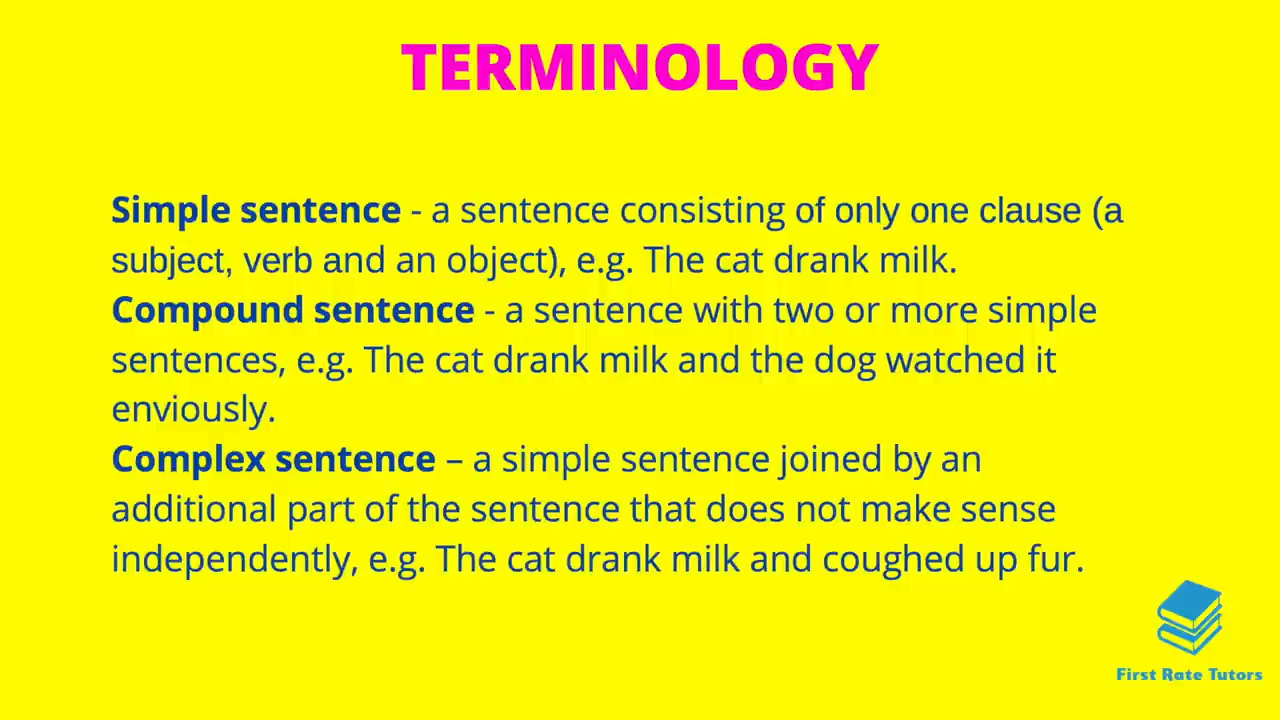 TERMINOLOGY
Simple sentence - a sentence consisting of only one clause (a
subject, verb and an object), e.g. The cat drank milk.
Compound sentence - a sentence with two or more simple
sentences, e.g. The cat drank milk and the dog watched it
enviously.
Complex sentence – a simple sentence joined by an
additional part of the sentence that does not make sense
independently, e.g. The cat drank milk and coughed up fur.
First Rate Tutors